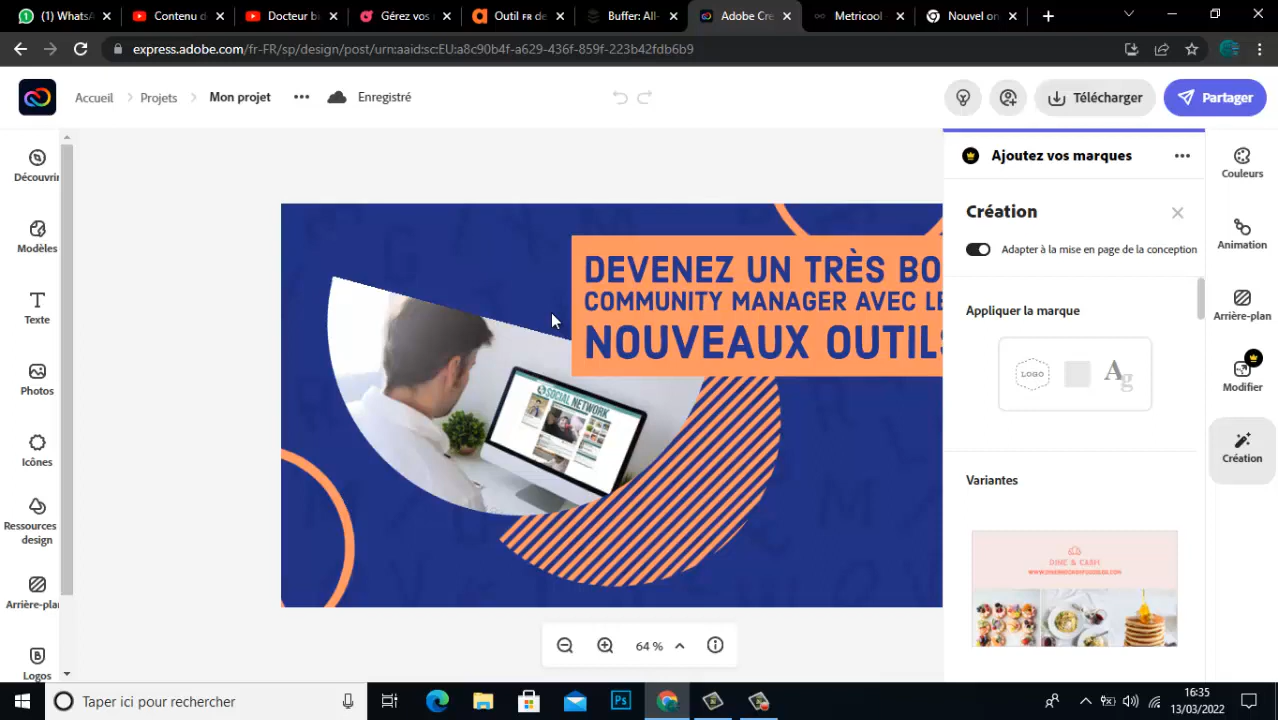 (1) WhatsA
Contenu d
Docteur bi
Gérez vos
Outil FR de
Buffer: All-
Adobe Cre
Metricool
Nouvel on
express.adobe.com/fr-FR/sp/design/post/urn:aaid:sc:EU:a8c90b4f-a629-436f-859f-223b42fdb6b9
Accueil
Projets
Mon projet
Enregistré
Télécharger
Partager
Découvrir
Modèles
Texte
Photos
Icônes
Ressources
design
Arrière-plan
Logos
DEVENEZ UN TRÈS BO
COMMUNITY MANAGER AVEC LE
NOUVEAUX OUTILS
SOCIAL NETWORK
64 %
Ajoutez vos marques
Création
Adapter à la mise en page de la conception
Appliquer la marque
LOGO
Ag
Variantes
DINE & CASH
Couleurs
Animation
Arrière-plan
Modifier
Création
Taper ici pour rechercher
Ps
16:35
13/03/2022